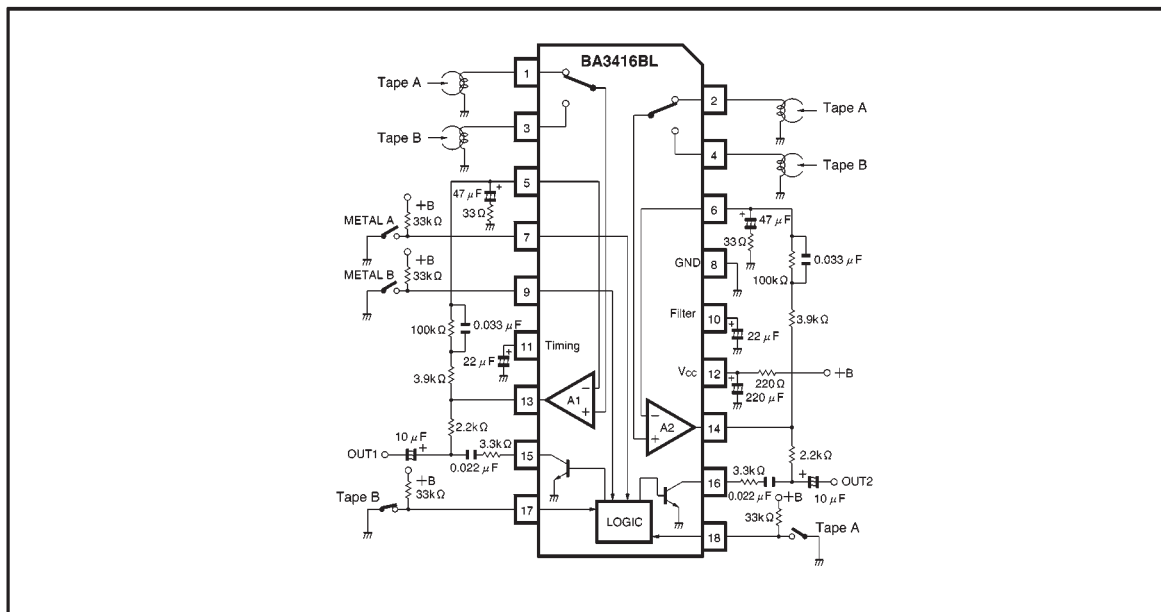 BA3416BL
Tape A
1
2
Tape A
Tape B
3
4
Tape B
5
47 μF
+
33Ω
6
+
47 μF
33Ω
+B
METAL A
33kΩ
7
GND
8
0.033 μF
100kΩ
+B
METAL B
33kΩ
9
Filter
10
+
22 μF
3.9kΩ
100kΩ
0.033 μF
11
Timing
+
22 μF
VCC
12
+
220Ω
+B
220 μF
3.9kΩ
13
A1
−
+
A2
−
+
14
2.2kΩ
2.2kΩ
10 μF
OUT1
+
3.3kΩ
0.022 μF
15
16
3.3kΩ
0.022 μF
+
OUT2
10 μF
+B
33kΩ
+B
33kΩ
Tape B
17
LOGIC
18
Tape A